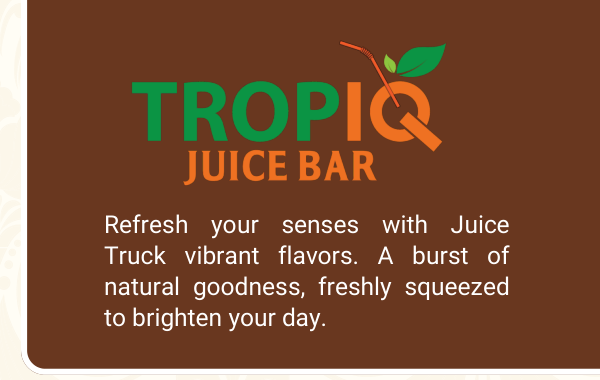 TROPIQ
JUICE BAR
Refresh your senses with Juice
Truck vibrant flavors. A burst of
natural goodness, freshly squeezed
to brighten your day.